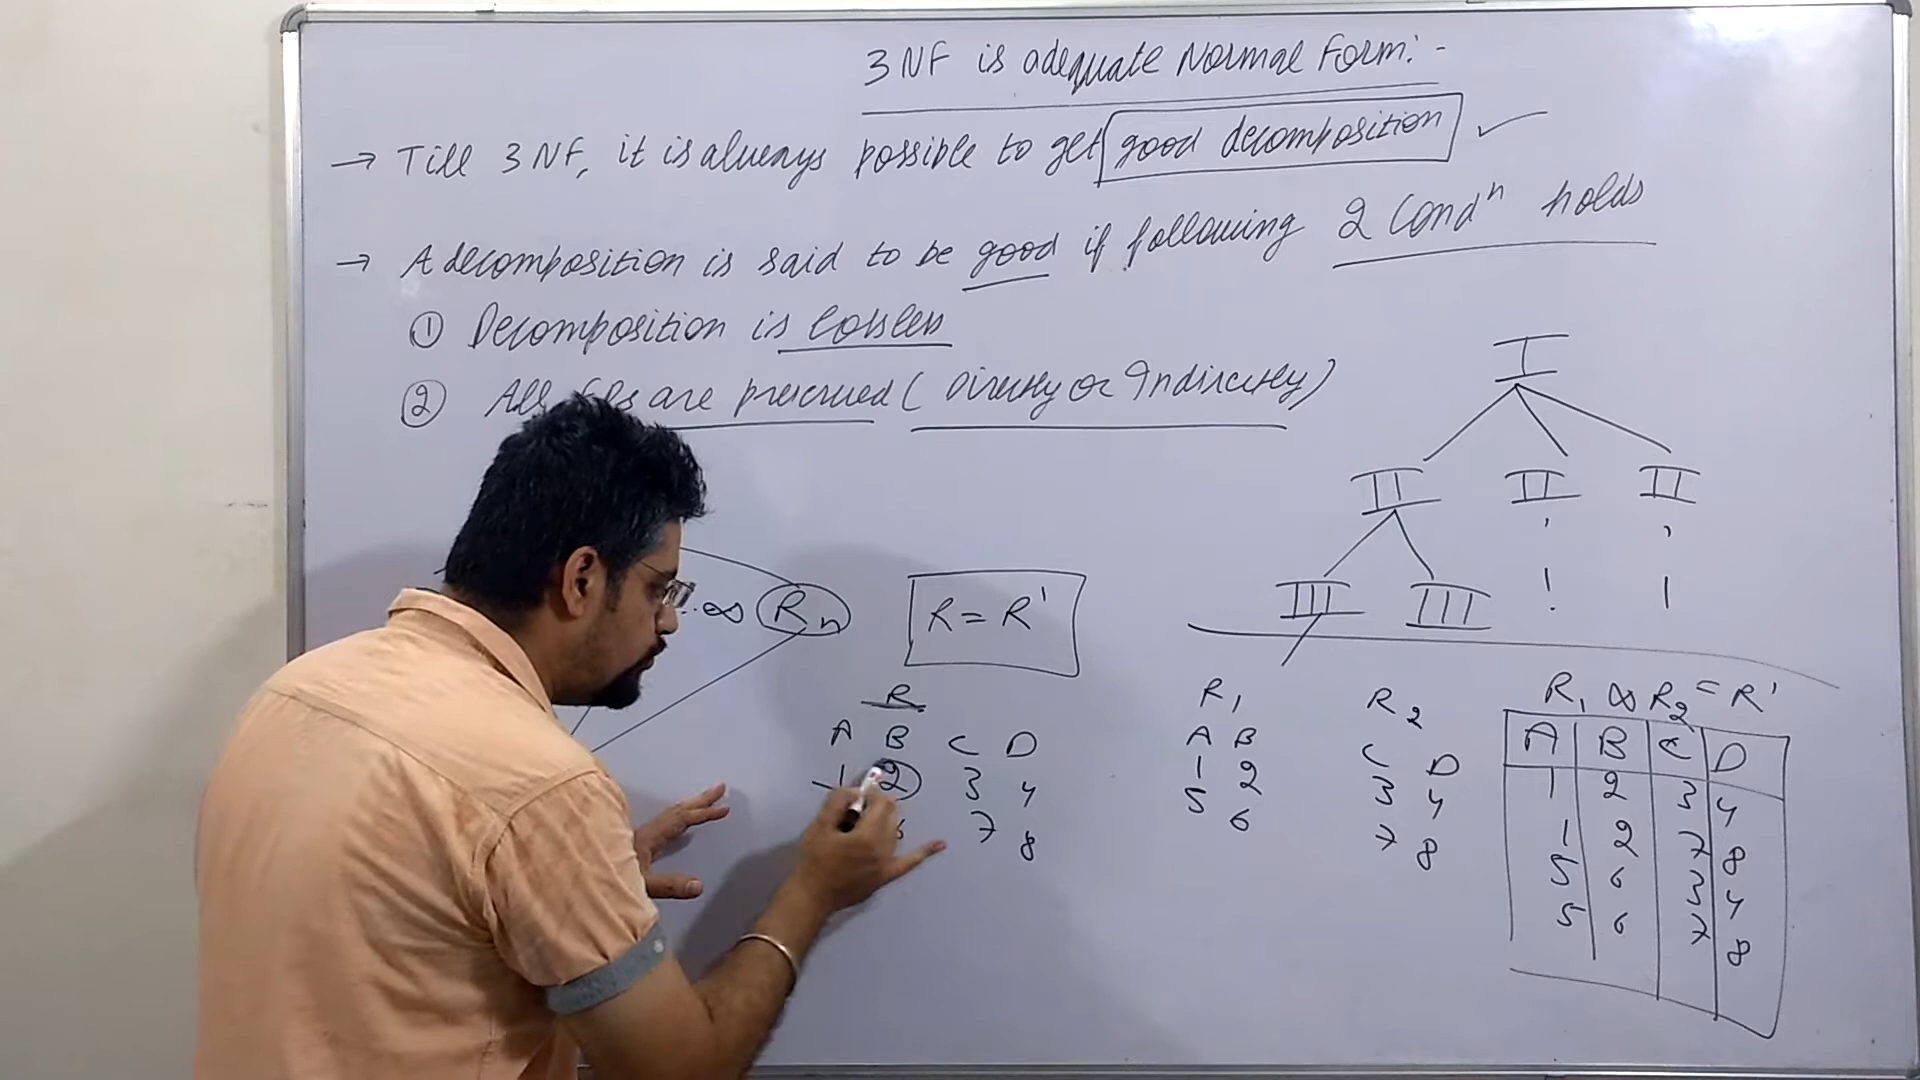 3NF is adequate Normal Form:-
→ Till 3NF, it is always possible to get good decomposition ✓
→ A decomposition is said to be good if following 2 Condⁿ holds
① Decomposition is lossless
② All FDs are preserved (Directly or Indirectly)
I
II II II
III III
∞ Rn
R = R'
R
A B C D
1 2 3 4
6 7 8
R1
A B
1 2
5 6
R2
C D
3 4
7 8
R1 ∞ R2 = R'
A B C D
1 2 3 4
1 2 7 8
5 6 3 4
5 6 7 8